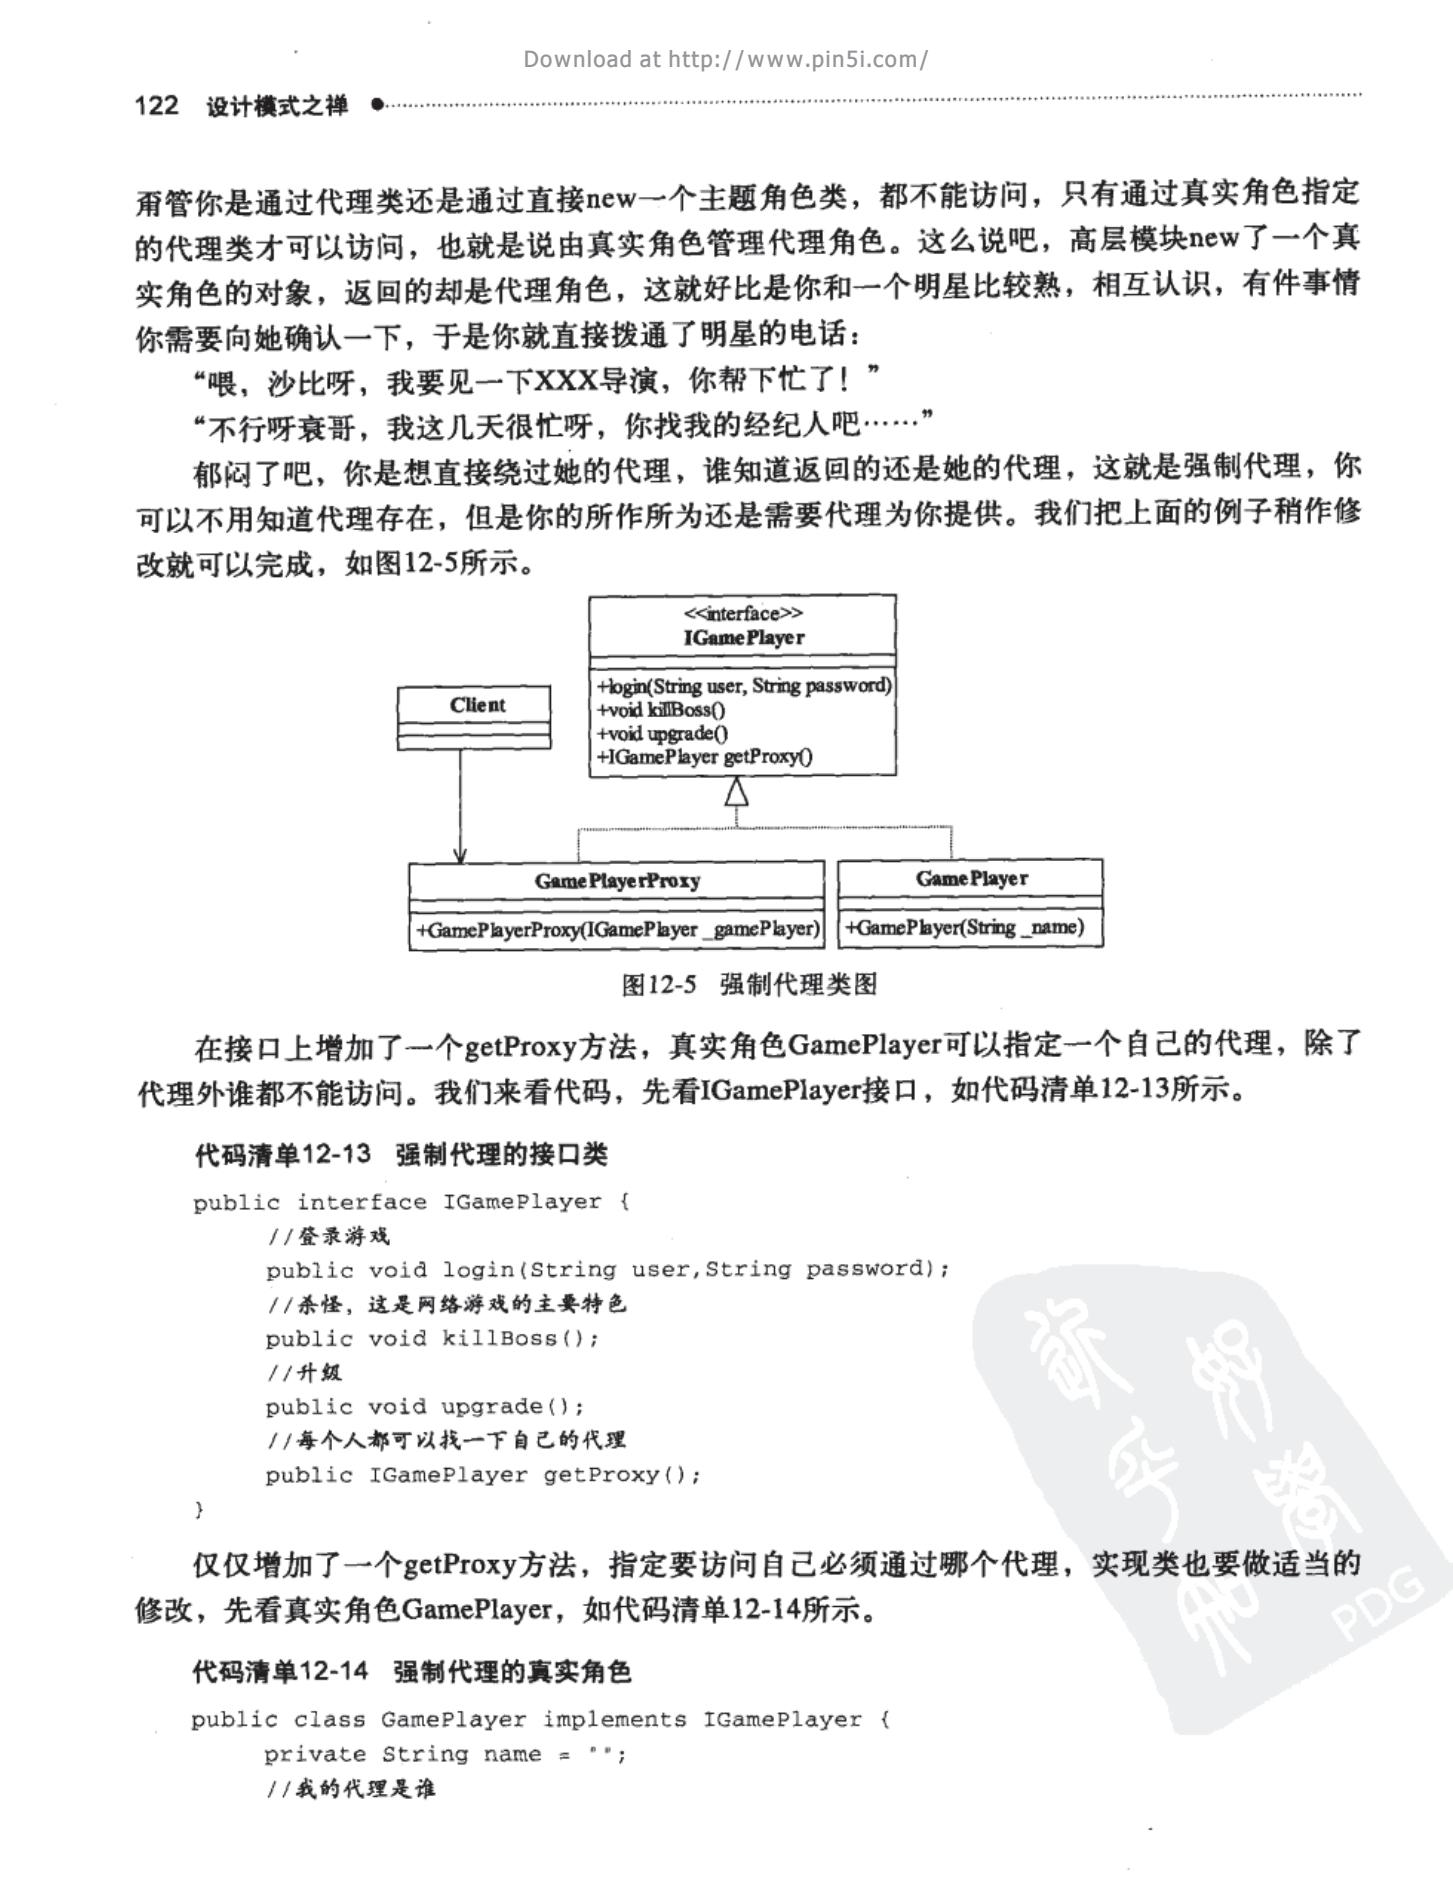 Download at http://www.pin5i.com/
122 设计模式之禅
甭管你是通过代理类还是通过直接new一个主题角色类，都不能访问，只有通过真实角色指定
的代理类才可以访问，也就是说由真实角色管理代理角色。这么说吧，高层模块new了一个真
实角色的对象，返回的却是代理角色，这就好比是你和一个明星比较熟，相互认识，有件事情
你需要向她确认一下，于是你就直接拨通了明星的电话：
“喂，沙比呀，我要见一下XXX导演，你帮下忙了！”
“不行呀衰哥，我这几天很忙呀，你找我的经纪人吧……”
郁闷了吧，你是想直接绕过她的代理，谁知道返回的还是她的代理，这就是强制代理，你
可以不用知道代理存在，但是你的所作所为还是需要代理为你提供。我们把上面的例子稍作修
改就可以完成，如图12-5所示。
<<interface>>
IGamePlayer
+login(String user, String password)
+void killBoss()
+void upgrade()
+IGamePlayer getProxy()
Client
GamePlayerProxy
+GamePlayerProxy(IGamePlayer _gamePlayer)
GamePlayer
+GamePlayer(String _name)
图12-5 强制代理类图
在接口上增加了一个getProxy方法，真实角色GamePlayer可以指定一个自己的代理，除了
代理外谁都不能访问。我们来看代码，先看IGamePlayer接口，如代码清单12-13所示。
代码清单12-13 强制代理的接口类
public interface IGamePlayer {
//登录游戏
public void login(String user,String password);
//杀怪，这是网络游戏的主要特色
public void killBoss();
//升级
public void upgrade();
//每个人都可以找一下自己的代理
public IGamePlayer getProxy();
}
仅仅增加了一个getProxy方法，指定要访问自己必须通过哪个代理，实现类也要做适当的
修改，先看真实角色GamePlayer，如代码清单12-14所示。
PDG
代码清单12-14 强制代理的真实角色
public class GamePlayer implements IGamePlayer {
private String name = "";
//我的代理是谁